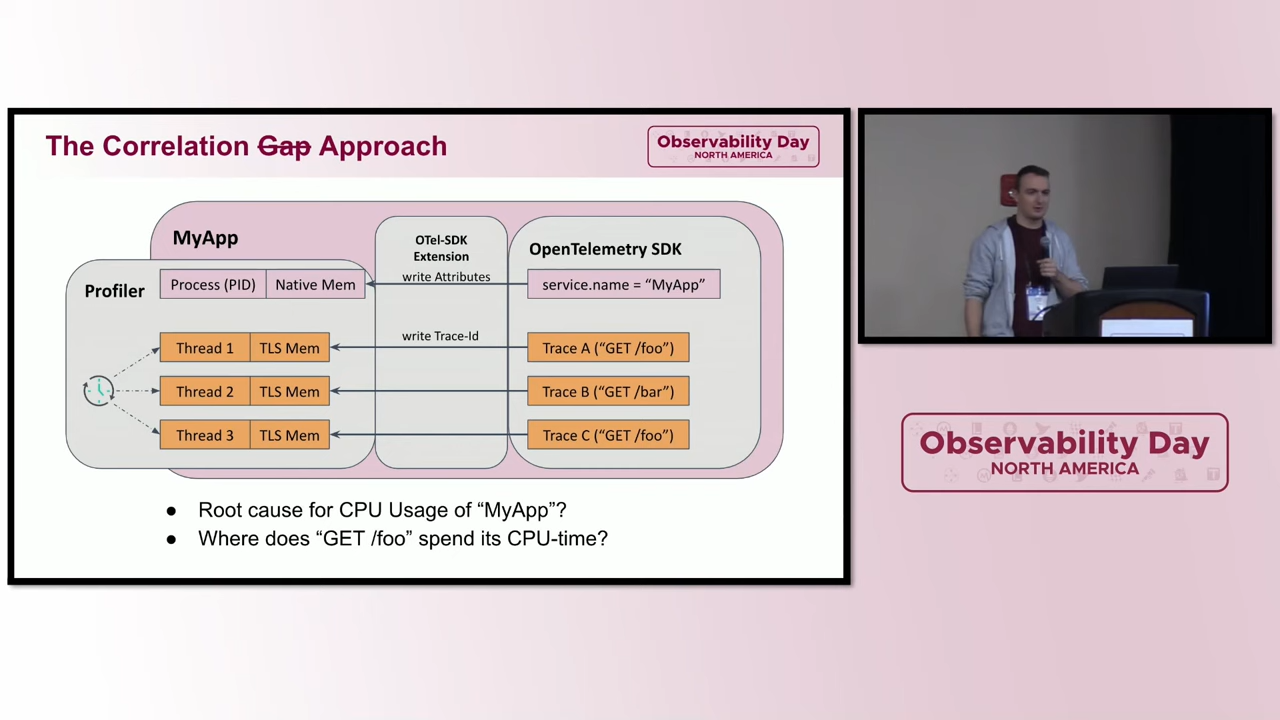 The Correlation Gap Approach
Observability Day
NORTH AMERICA
MyApp
OTel-SDK
Extension
OpenTelemetry SDK
Profiler
Process (PID)
Native Mem
write Attributes
service.name = “MyApp”
write Trace-Id
Thread 1
TLS Mem
Trace A (“GET /foo”)
Thread 2
TLS Mem
Trace B (“GET /bar”)
Thread 3
TLS Mem
Trace C (“GET /foo”)
● Root cause for CPU Usage of “MyApp”?
● Where does “GET /foo” spend its CPU-time?
Observability Day
NORTH AMERICA